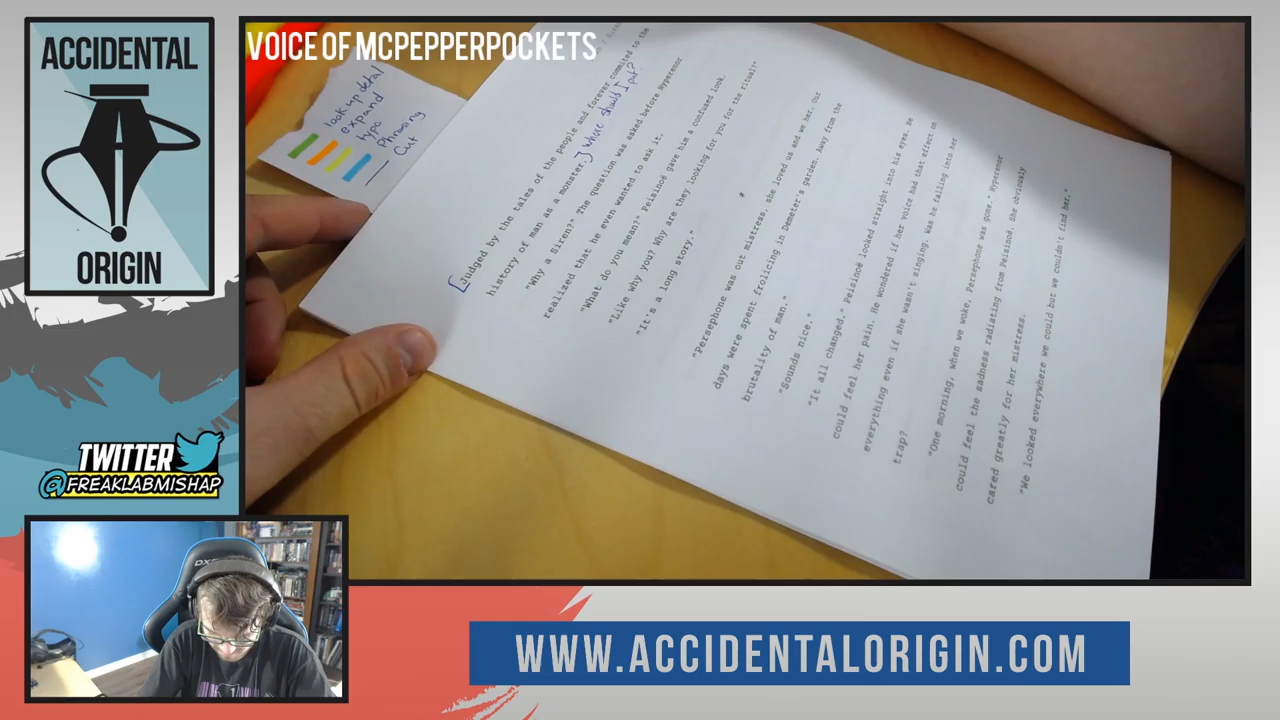 ACCIDENTAL
ORIGIN
VOICE OF MCPEPPERPOCKETS
look up detail
expand
typo
Phrasing
Cut
[Judged by the tales of the people and forever commited to the
history of man as a monster.] where should I put?
"Why a Siren?" The question was asked before Hyperenor
realized that he even wanted to ask it.
"What do you mean?" Peisinoë gave him a confused look.
"Like why you? Why are they looking for you for the ritual?"
"It's a long story."
#
"Persephone was out mistress, she loved us and we her. Our
days were spent frolicing in Demeter's garden. Away from the
brutality of man."
"sounds nice."
"It all changed." Peisinoë looked straight into his eyes. He
could feel her pain. He wondered if her voice had that effect on
everything even if she wasn't singing. Was he falling into her
trap?
"One morning, when we woke, Persephone was gone." Hyperenor
could feel the sadness radiating from Peisinoë. She obviously
cared greatly for her mistress.
"We looked everywhere we could but we couldn't find her."
TWITTER
@FREAKLABMISHAP
WWW.ACCIDENTALORIGIN.COM